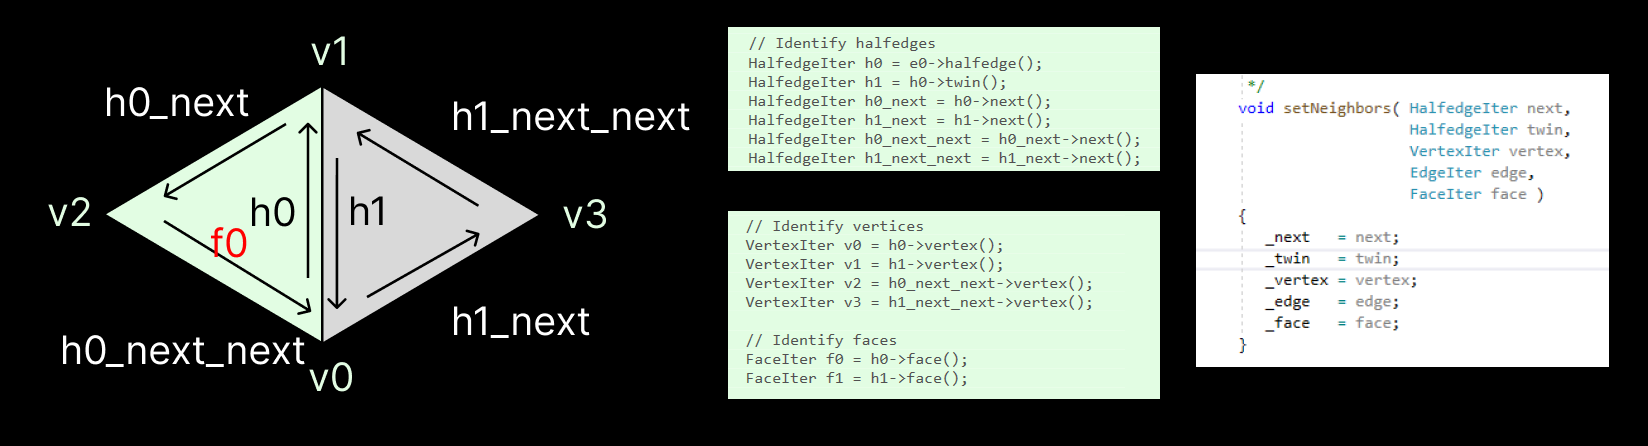 v1
h0_next
h1_next_next
v2
h0
h1
v3
f0
h1_next
h0_next_next
v0
// Identify halfedges
HalfedgeIter h0 = e0->halfedge();
HalfedgeIter h1 = h0->twin();
HalfedgeIter h0_next = h0->next();
HalfedgeIter h1_next = h1->next();
HalfedgeIter h0_next_next = h0_next->next();
HalfedgeIter h1_next_next = h1_next->next();
// Identify vertices
VertexIter v0 = h0->vertex();
VertexIter v1 = h1->vertex();
VertexIter v2 = h0_next_next->vertex();
VertexIter v3 = h1_next_next->vertex();
// Identify faces
FaceIter f0 = h0->face();
FaceIter f1 = h1->face();
*/
void setNeighbors( HalfedgeIter next,
HalfedgeIter twin,
VertexIter vertex,
EdgeIter edge,
FaceIter face )
{
_next = next;
_twin = twin;
_vertex = vertex;
_edge = edge;
_face = face;
}